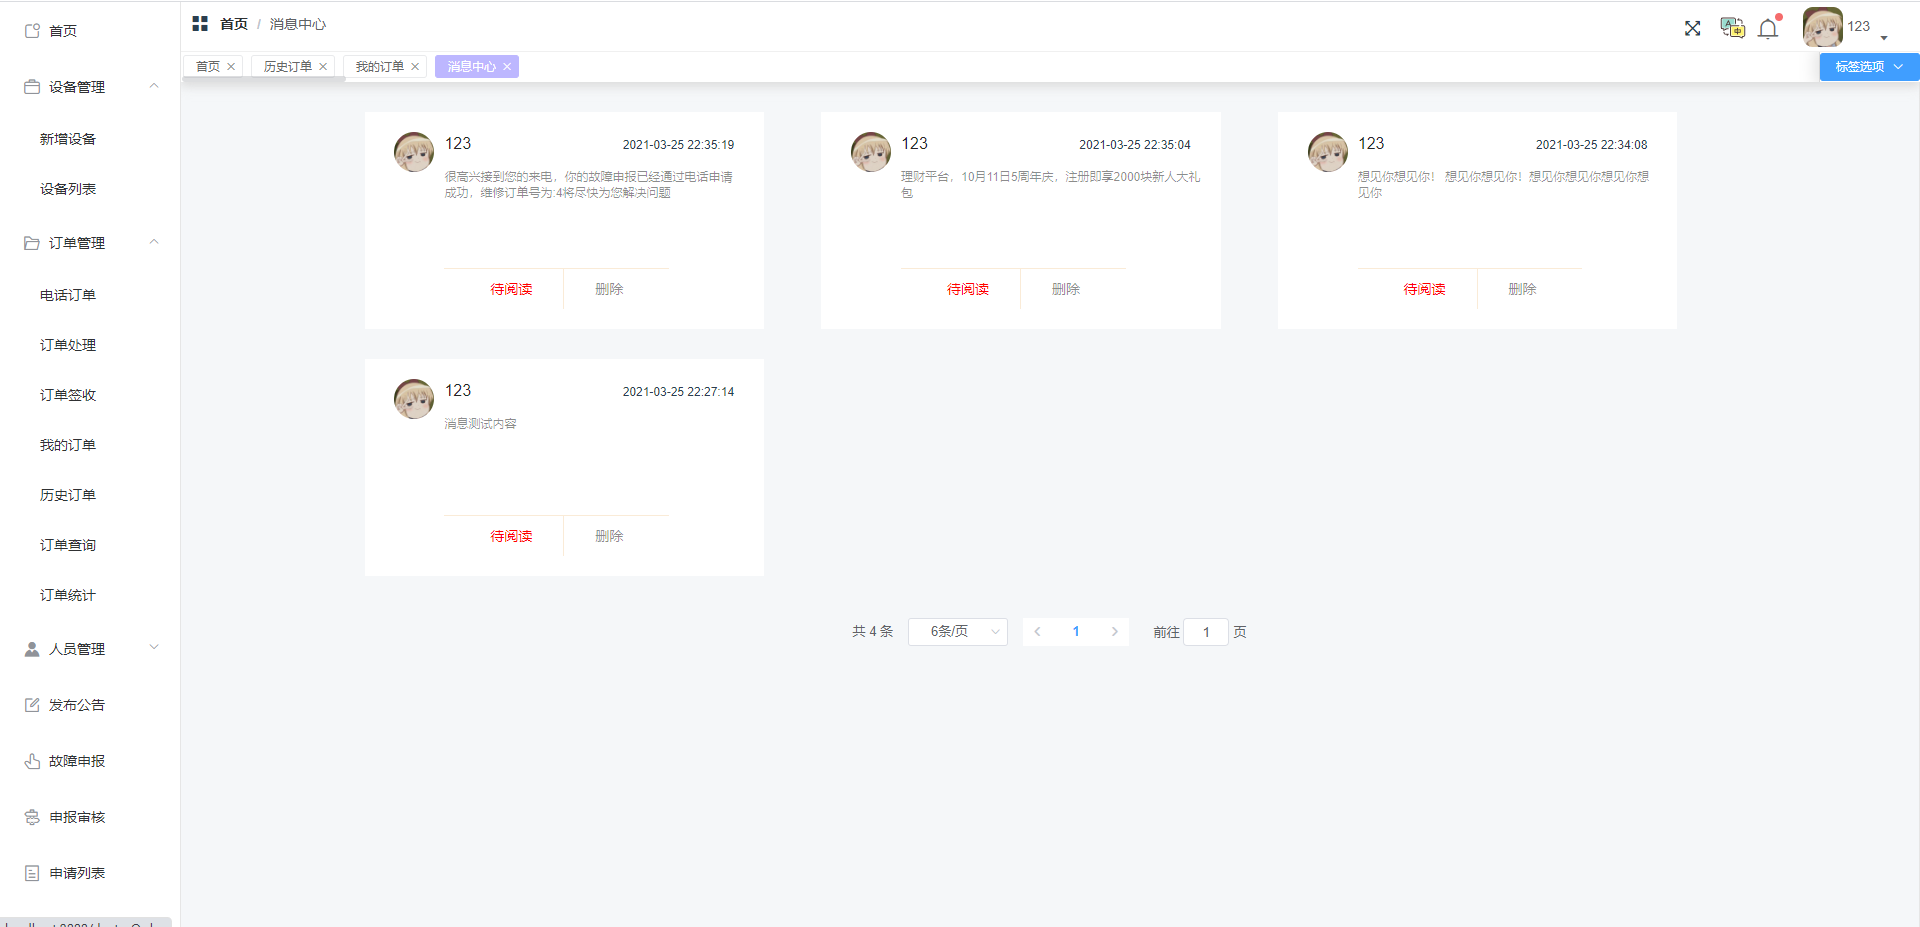 首页
设备管理
新增设备
设备列表
订单管理
电话订单
订单处理
订单签收
我的订单
历史订单
订单查询
订单统计
人员管理
发布公告
故障申报
申报审核
申请列表
首页 / 消息中心
123
首页 历史订单 我的订单 消息中心
标签选项
123 2021-03-25 22:35:19
很高兴接到您的来电，你的故障申报已经通过电话申请
成功，维修订单号为:4将尽快为您解决问题
待阅读 删除
123 2021-03-25 22:35:04
理财平台，10月11日5周年庆，注册即享2000块新人大礼
包
待阅读 删除
123 2021-03-25 22:34:08
想见你想见你！ 想见你想见你！想见你想见你想见你想
见你
待阅读 删除
123 2021-03-25 22:27:14
消息测试内容
待阅读 删除
共 4 条 6条/页 1 前往 1 页